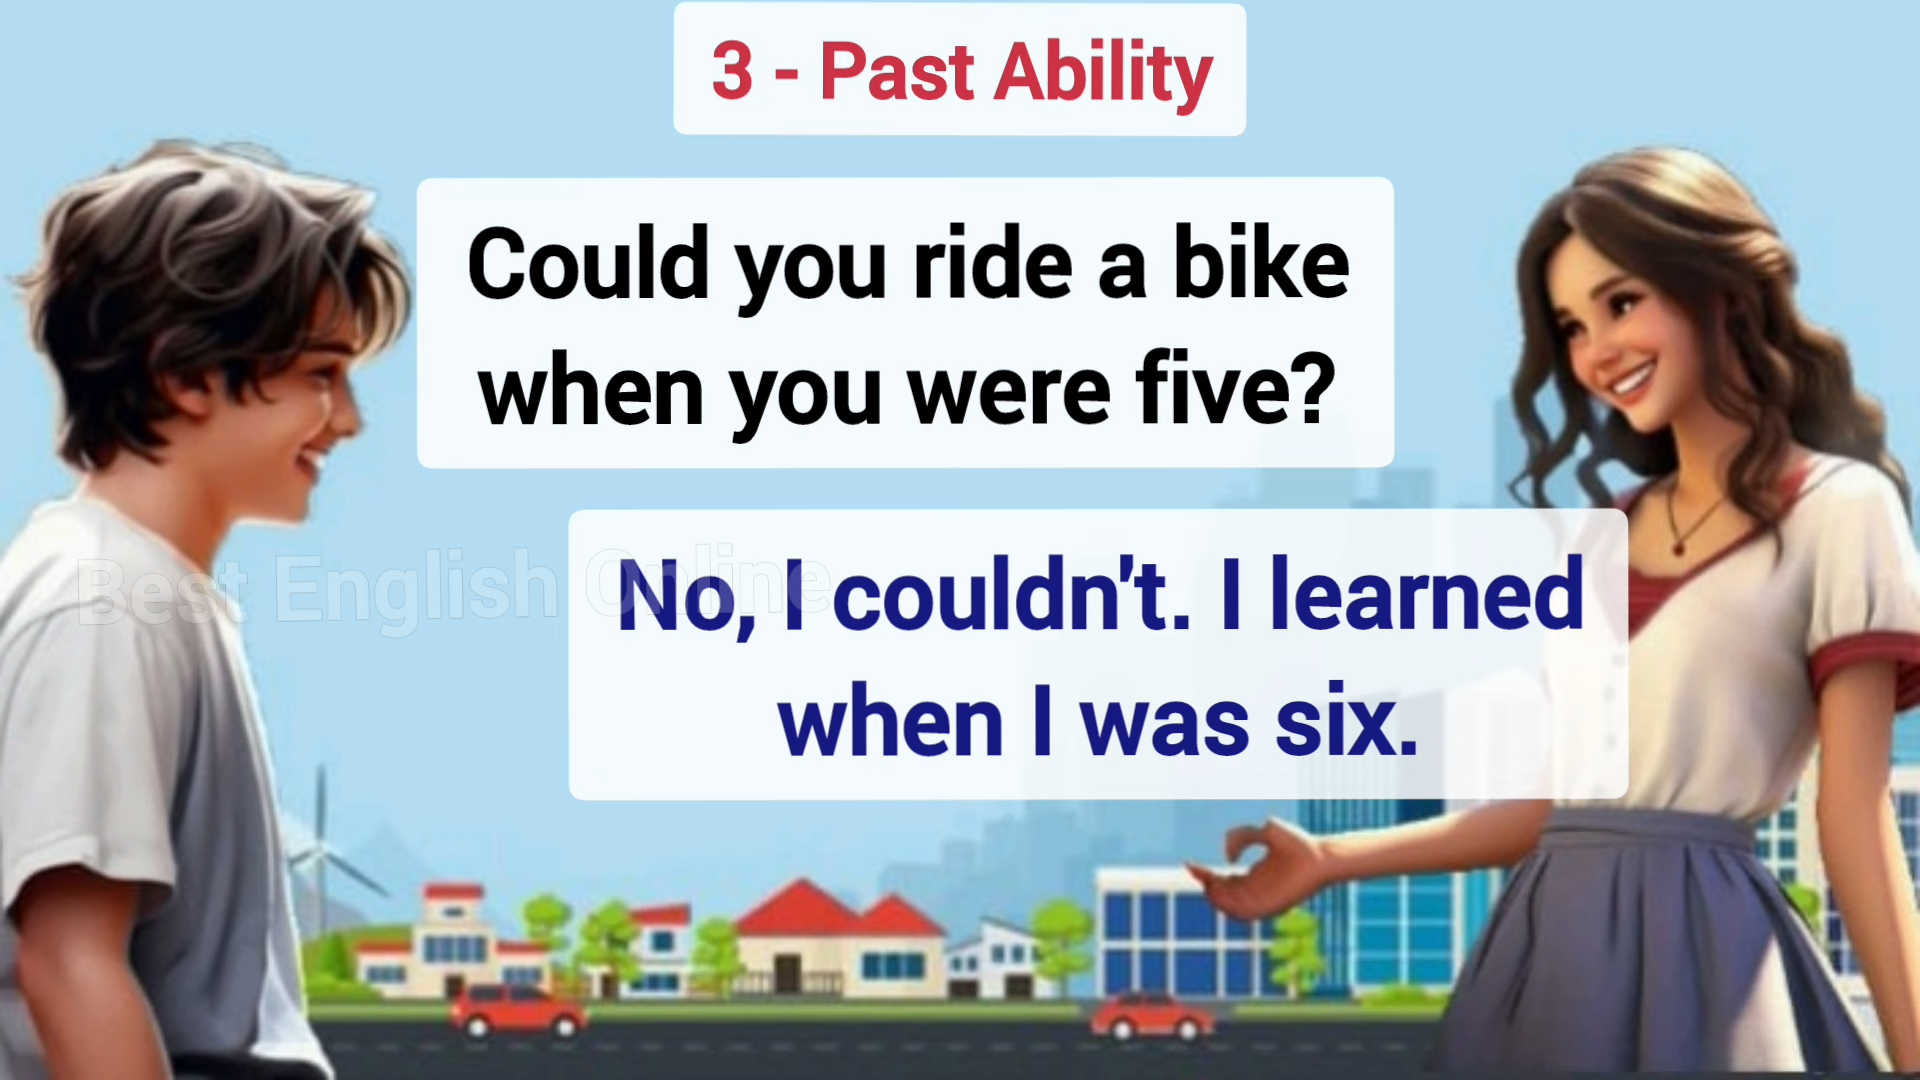 3 - Past Ability
Could you ride a bike
when you were five?
Best English Online
No, I couldn't. I learned
when I was six.